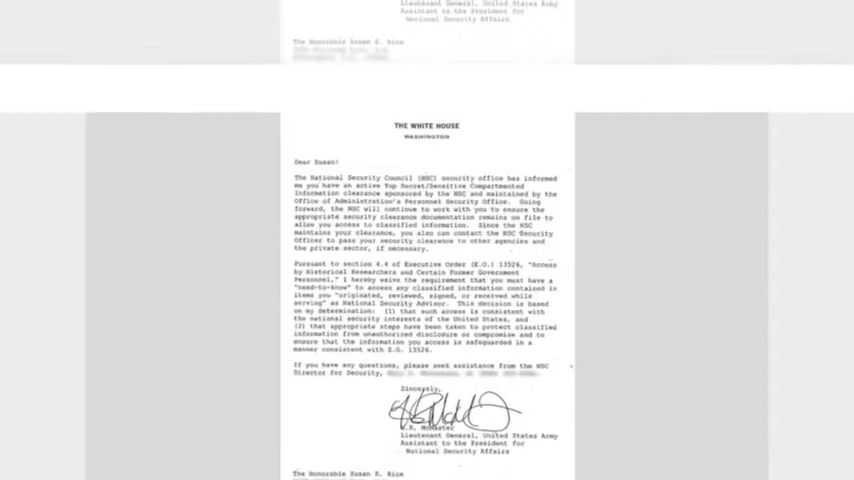 Lieutenant General, United States Army
Assistant to the President for
National Security Affairs
The Honorable Susan E. Rice
THE WHITE HOUSE
WASHINGTON
Dear Susan:
The National Security Council (NSC) security office has informed
me you have an active Top Secret/Sensitive Compartmented
Information clearance sponsored by the NSC and maintained by the
Office of Administration's Personnel Security Office. Going
forward, the NSC will continue to work with you to ensure the
appropriate security clearance documentation remains on file to
allow you access to classified information. Since the NSC
maintains your clearance, you also can contact the NSC Security
Officer to pass your security clearance to other agencies and
the private sector, if necessary.
Pursuant to section 4.4 of Executive Order (E.O.) 13526, "Access
by Historical Researchers and Certain Former Government
Personnel," I hereby waive the requirement that you must have a
"need-to-know" to access any classified information contained in
items you "originated, reviewed, signed, or received while
serving" as National Security Advisor. This decision is based
on my determination: (1) that such access is consistent with
the national security interests of the United States, and
(2) that appropriate steps have been taken to protect classified
information from unauthorized disclosure or compromise and to
ensure that the information you access is safeguarded in a
manner consistent with E.O. 13526.
If you have any questions, please seek assistance from the NSC
Director for Security,
Sincerely,
H.R. McMaster
Lieutenant General, United States Army
Assistant to the President for
National Security Affairs
The Honorable Susan E. Rice